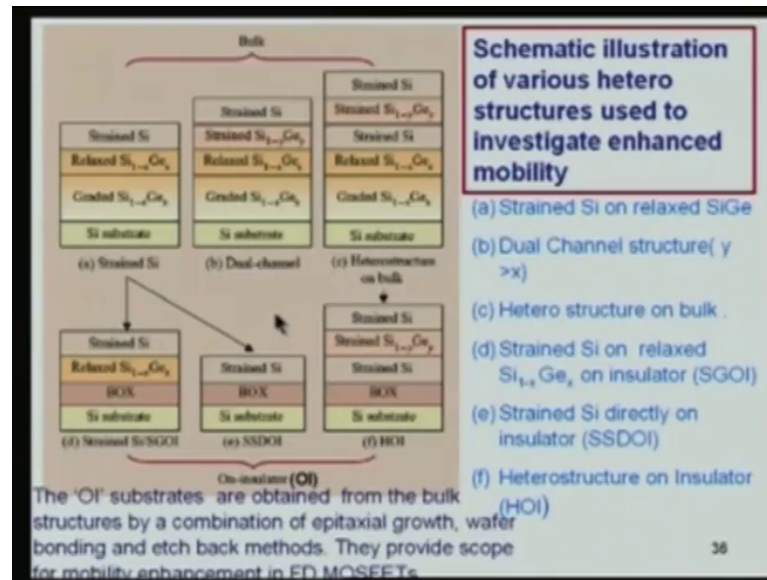 Bulk
Schematic illustration
of various hetero
structures used to
investigate enhanced
mobility
Strained Si
Relaxed Si1-xGex
Graded Si1-xGex
Si substrate
(a) Strained Si
Strained Si
Strained Si1-yGey
Relaxed Si1-xGex
Graded Si1-xGex
Si substrate
(b) Dual-channel
Strained Si
Strained Si1-yGey
Strained Si
Relaxed Si1-xGex
Graded Si1-xGex
Si substrate
(c) Heterostructure
on bulk
Strained Si
Relaxed Si1-xGex
BOX
Si substrate
(d) Strained Si/SGOI
Strained Si
BOX
Si substrate
(e) SSDOI
Strained Si
Strained Si1-yGey
Strained Si
BOX
Si substrate
(f) HOI
On-insulator (OI)
(a) Strained Si on relaxed SiGe
(b) Dual Channel structure( y
>x)
(c) Hetero structure on bulk .
(d) Strained Si on relaxed
Si1-xGex on insulator (SGOI)
(e) Strained Si directly on
insulator (SSDOI)
(f) Heterostructure on Insulator
(HOI)
The 'OI' substrates are obtained from the bulk
structures by a combination of epitaxial growth, wafer
bonding and etch back methods. They provide scope
for mobility enhancement in FD MOSFETs
36